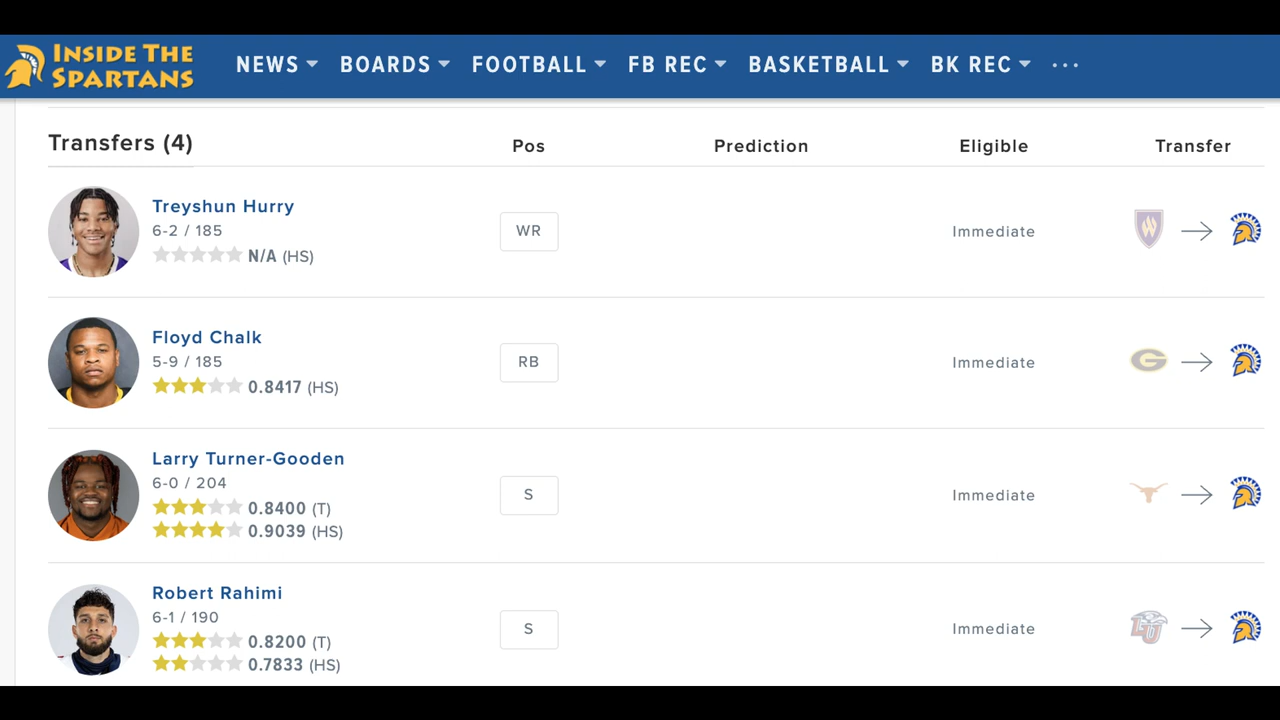 INSIDE THE
SPARTANS
NEWS BOARDS FOOTBALL FB REC BASKETBALL BK REC ...
Transfers (4) Pos Prediction Eligible Transfer
Treyshun Hurry
6-2 / 185
N/A (HS)
WR
Immediate
Floyd Chalk
5-9 / 185
0.8417 (HS)
RB
Immediate
G
Larry Turner-Gooden
6-0 / 204
0.8400 (T)
0.9039 (HS)
S
Immediate
Robert Rahimi
6-1 / 190
0.8200 (T)
0.7833 (HS)
S
Immediate
LU